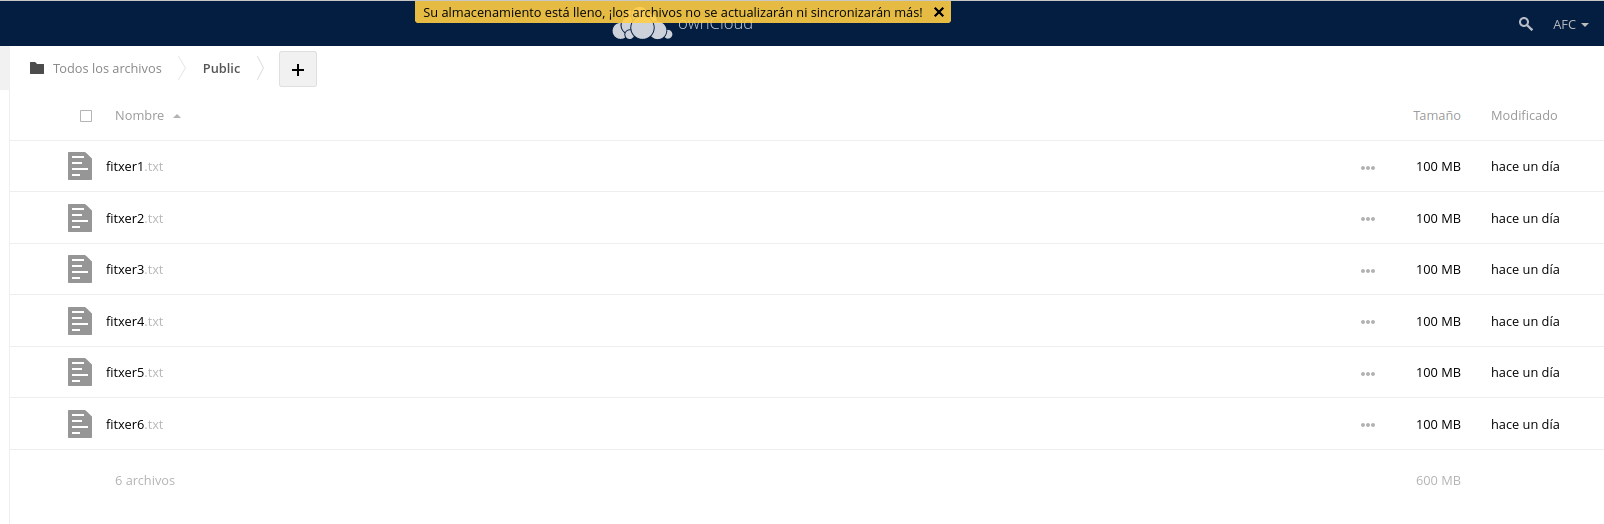 Su almacenamiento está lleno, ¡los archivos no se actualizarán ni sincronizarán más!
ownCloud
AFC
Todos los archivos
Public
+
Nombre
Tamaño
Modificado
fitxer1.txt 100 MB hace un día
fitxer2.txt 100 MB hace un día
fitxer3.txt 100 MB hace un día
fitxer4.txt 100 MB hace un día
fitxer5.txt 100 MB hace un día
fitxer6.txt 100 MB hace un día
6 archivos 600 MB